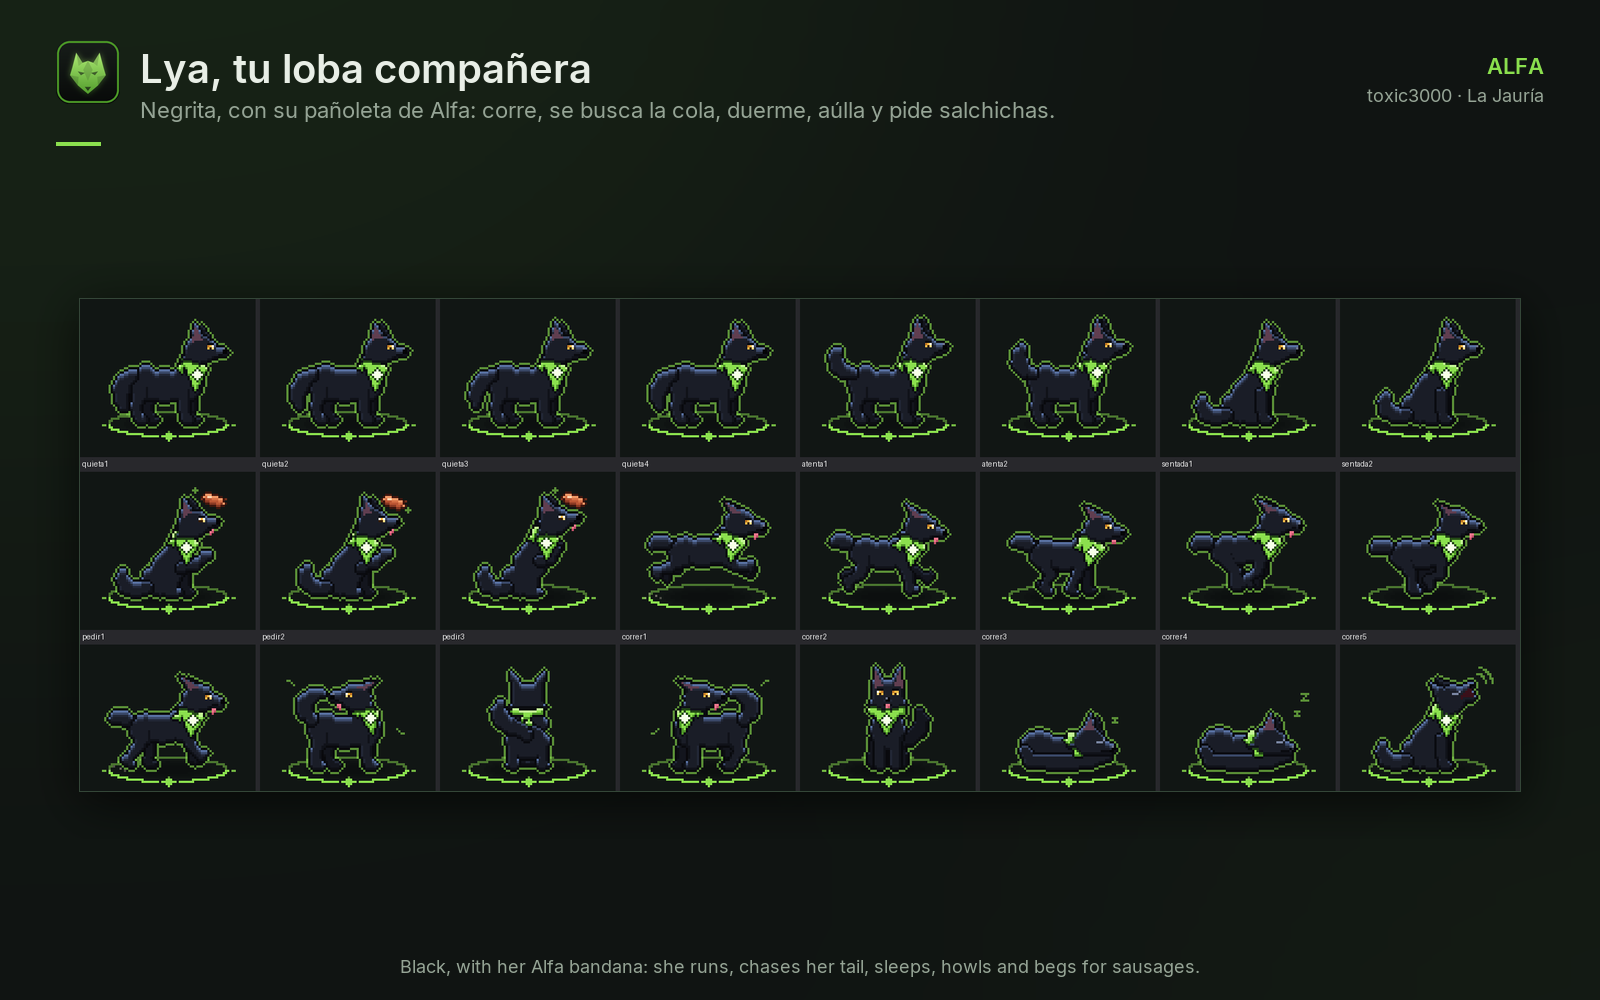 Lya, tu loba compañera
Negrita, con su pañoleta de Alfa: corre, se busca la cola, duerme, aúlla y pide salchichas.
ALFA
toxic3000 · La Jauría
quieta1 quieta2 quieta3 quieta4 atenta1 atenta2 sentada1 sentada2
pedir1 pedir2 pedir3 correr1 correr2 correr3 correr4 correr5
z
z
z
Black, with her Alfa bandana: she runs, chases her tail, sleeps, howls and begs for sausages.